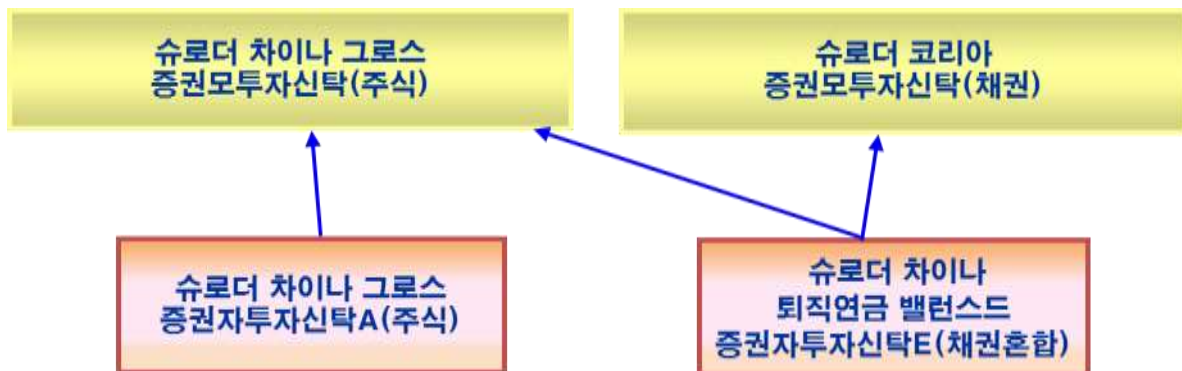 슈로더 차이나 그로스
증권모투자신탁(주식)
슈로더 코리아
증권모투자신탁(채권)
슈로더 차이나 그로스
증권자투자신탁A(주식)
슈로더 차이나
퇴직연금 밸런스드
증권자투자신탁E(채권혼합)